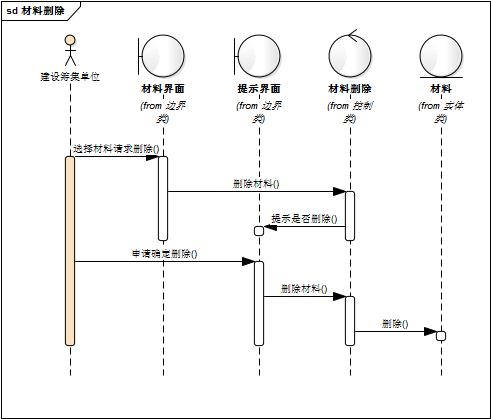 sd 材料删除
建设筹集单位
材料界面
(from 边界
类)
提示界面
(from 边界
类)
材料删除
(from 控制
类)
材料
(from 实体
类)
选择材料请求删除()
删除材料()
提示是否删除()
申请确定删除()
删除材料()
删除()